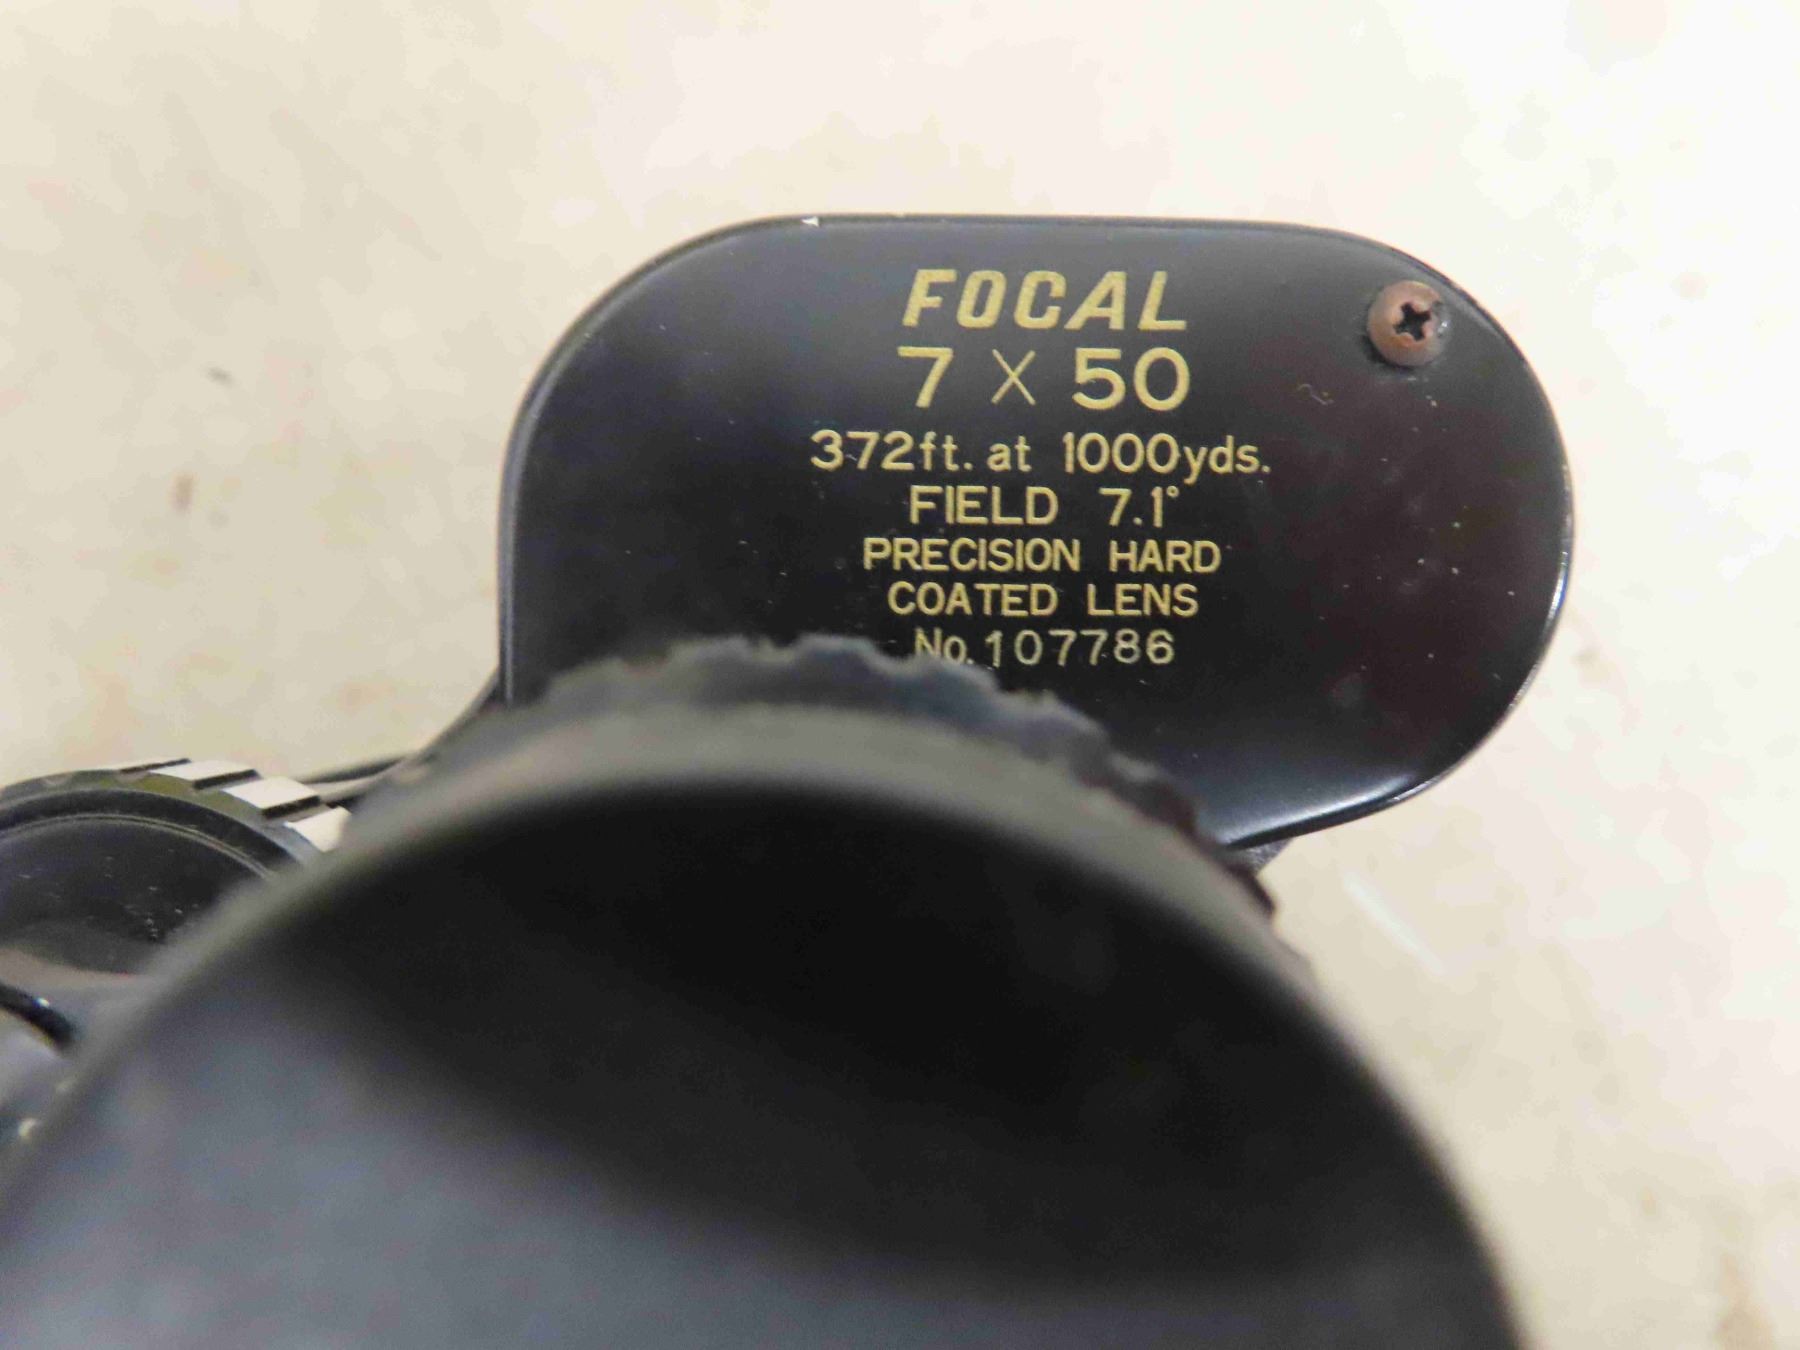 FOCAL
7 X 50
372ft. at 1000yds.
FIELD 7.1°
PRECISION HARD
COATED LENS
No. 107786